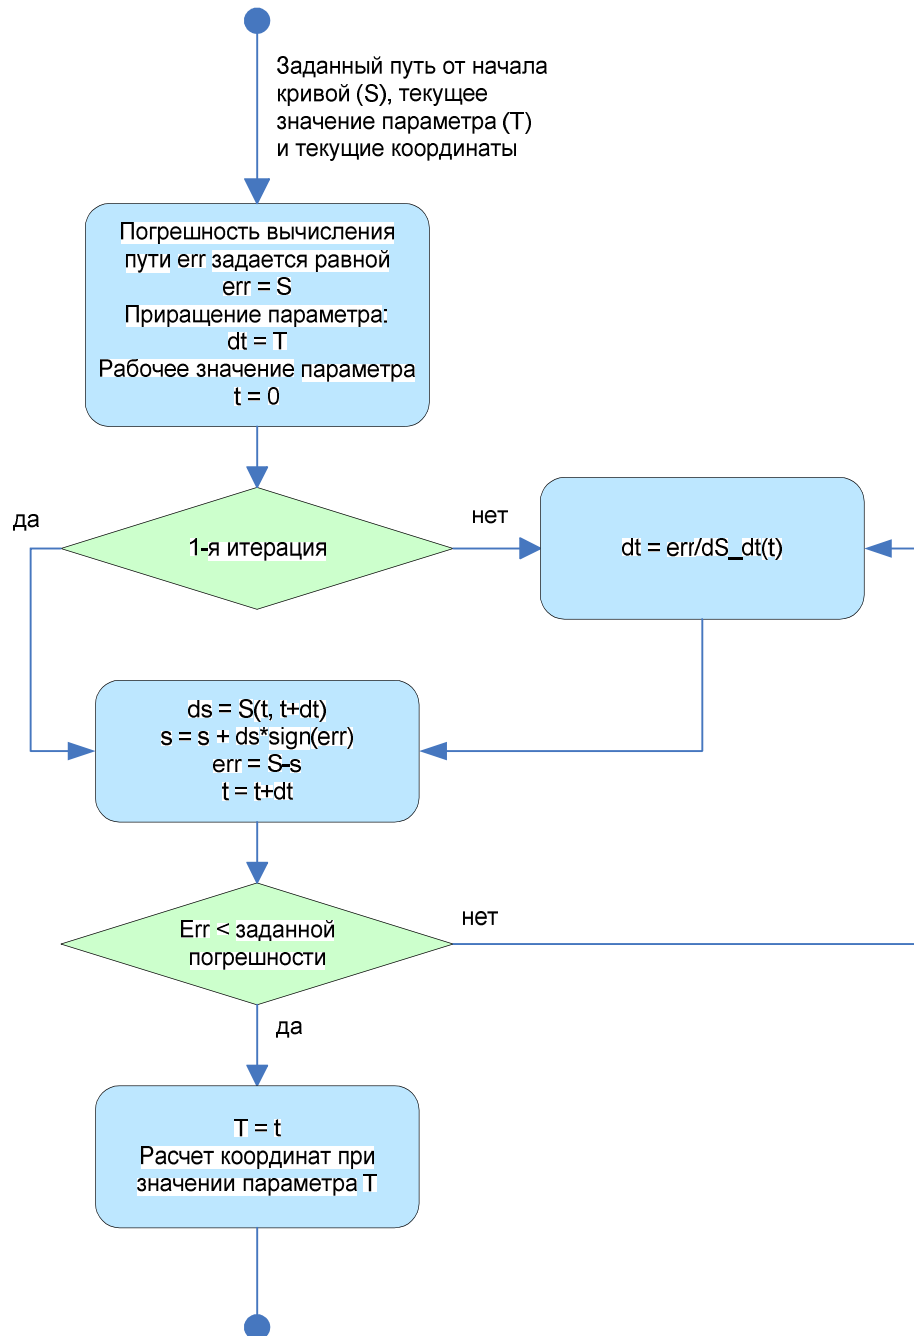 Заданный путь от начала
кривой (S), текущее
значение параметра (T)
и текущие координаты
Погрешность вычисления
пути err задается равной
err = S
Приращение параметра:
dt = T
Рабочее значение параметра
t = 0
да
1-я итерация
нет
dt = err/dS_dt(t)
ds = S(t, t+dt)
s = s + ds*sign(err)
err = S-s
t = t+dt
Err < заданной
погрешности
нет
да
T = t
Расчет координат при
значении параметра T